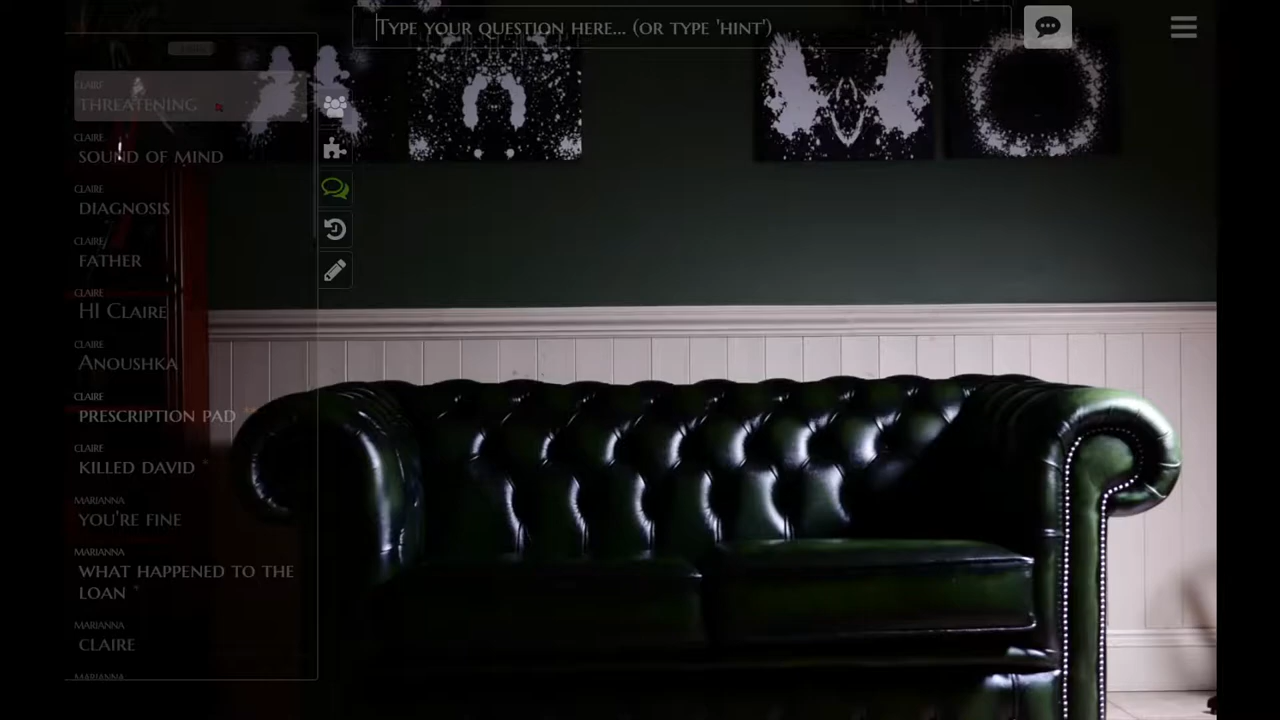 Type your question here... (or type 'hint')
CLAIRE
THREATENING
CLAIRE
SOUND OF MIND
CLAIRE
DIAGNOSIS
CLAIRE
FATHER
CLAIRE
HI Claire
CLAIRE
Anoushka
CLAIRE
PRESCRIPTION PAD
CLAIRE
KILLED DAVID
MARIANNA
YOU'RE FINE
MARIANNA
WHAT HAPPENED TO THE
LOAN
MARIANNA
CLAIRE
MARIANNA